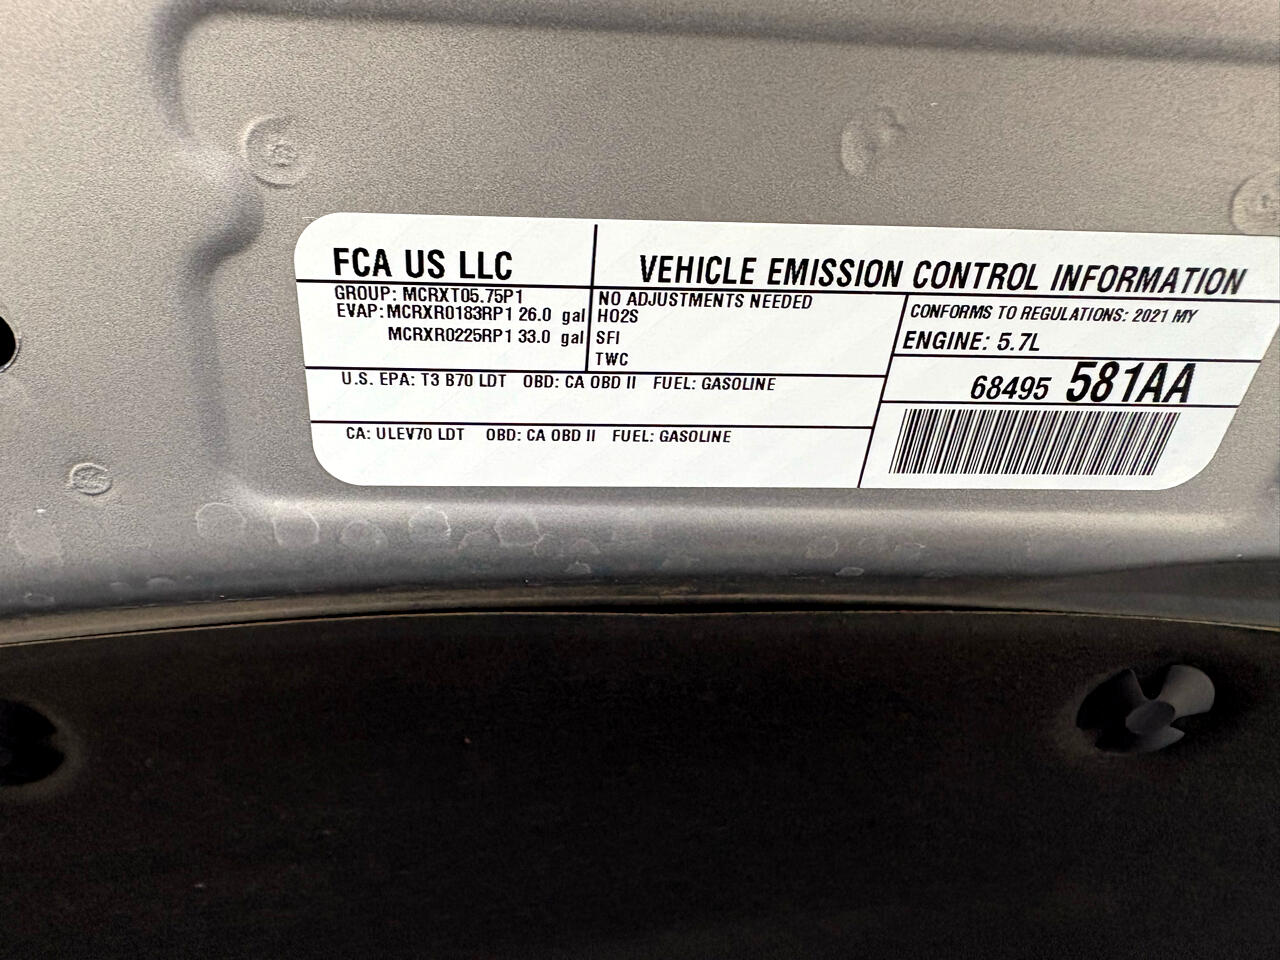 FCA US LLC
VEHICLE EMISSION CONTROL INFORMATION
GROUP: MCRXT05.75P1
EVAP: MCRXR0183RP1 26.0 gal
MCRXR0225RP1 33.0 gal
NO ADJUSTMENTS NEEDED
HO2S
SFI
TWC
CONFORMS TO REGULATIONS: 2021 MY
ENGINE: 5.7L
U.S. EPA: T3 B70 LDT OBD: CA OBD II FUEL: GASOLINE
68495 581AA
CA: ULEV70 LDT OBD: CA OBD II FUEL: GASOLINE